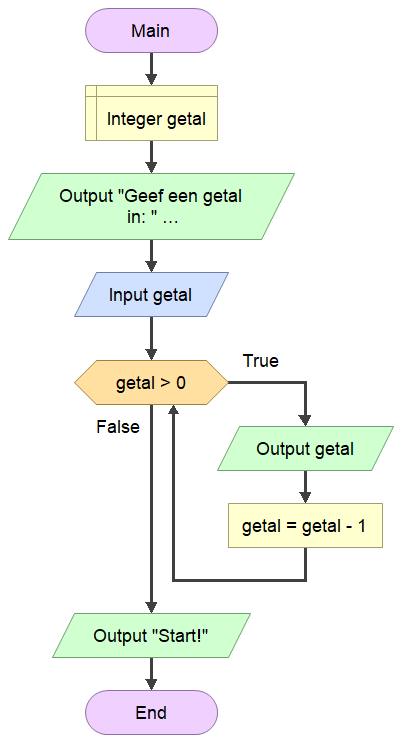 Main
Integer getal
Output "Geef een getal
in: " ...
Input getal
getal > 0
True
False
Output getal
getal = getal - 1
Output "Start!"
End